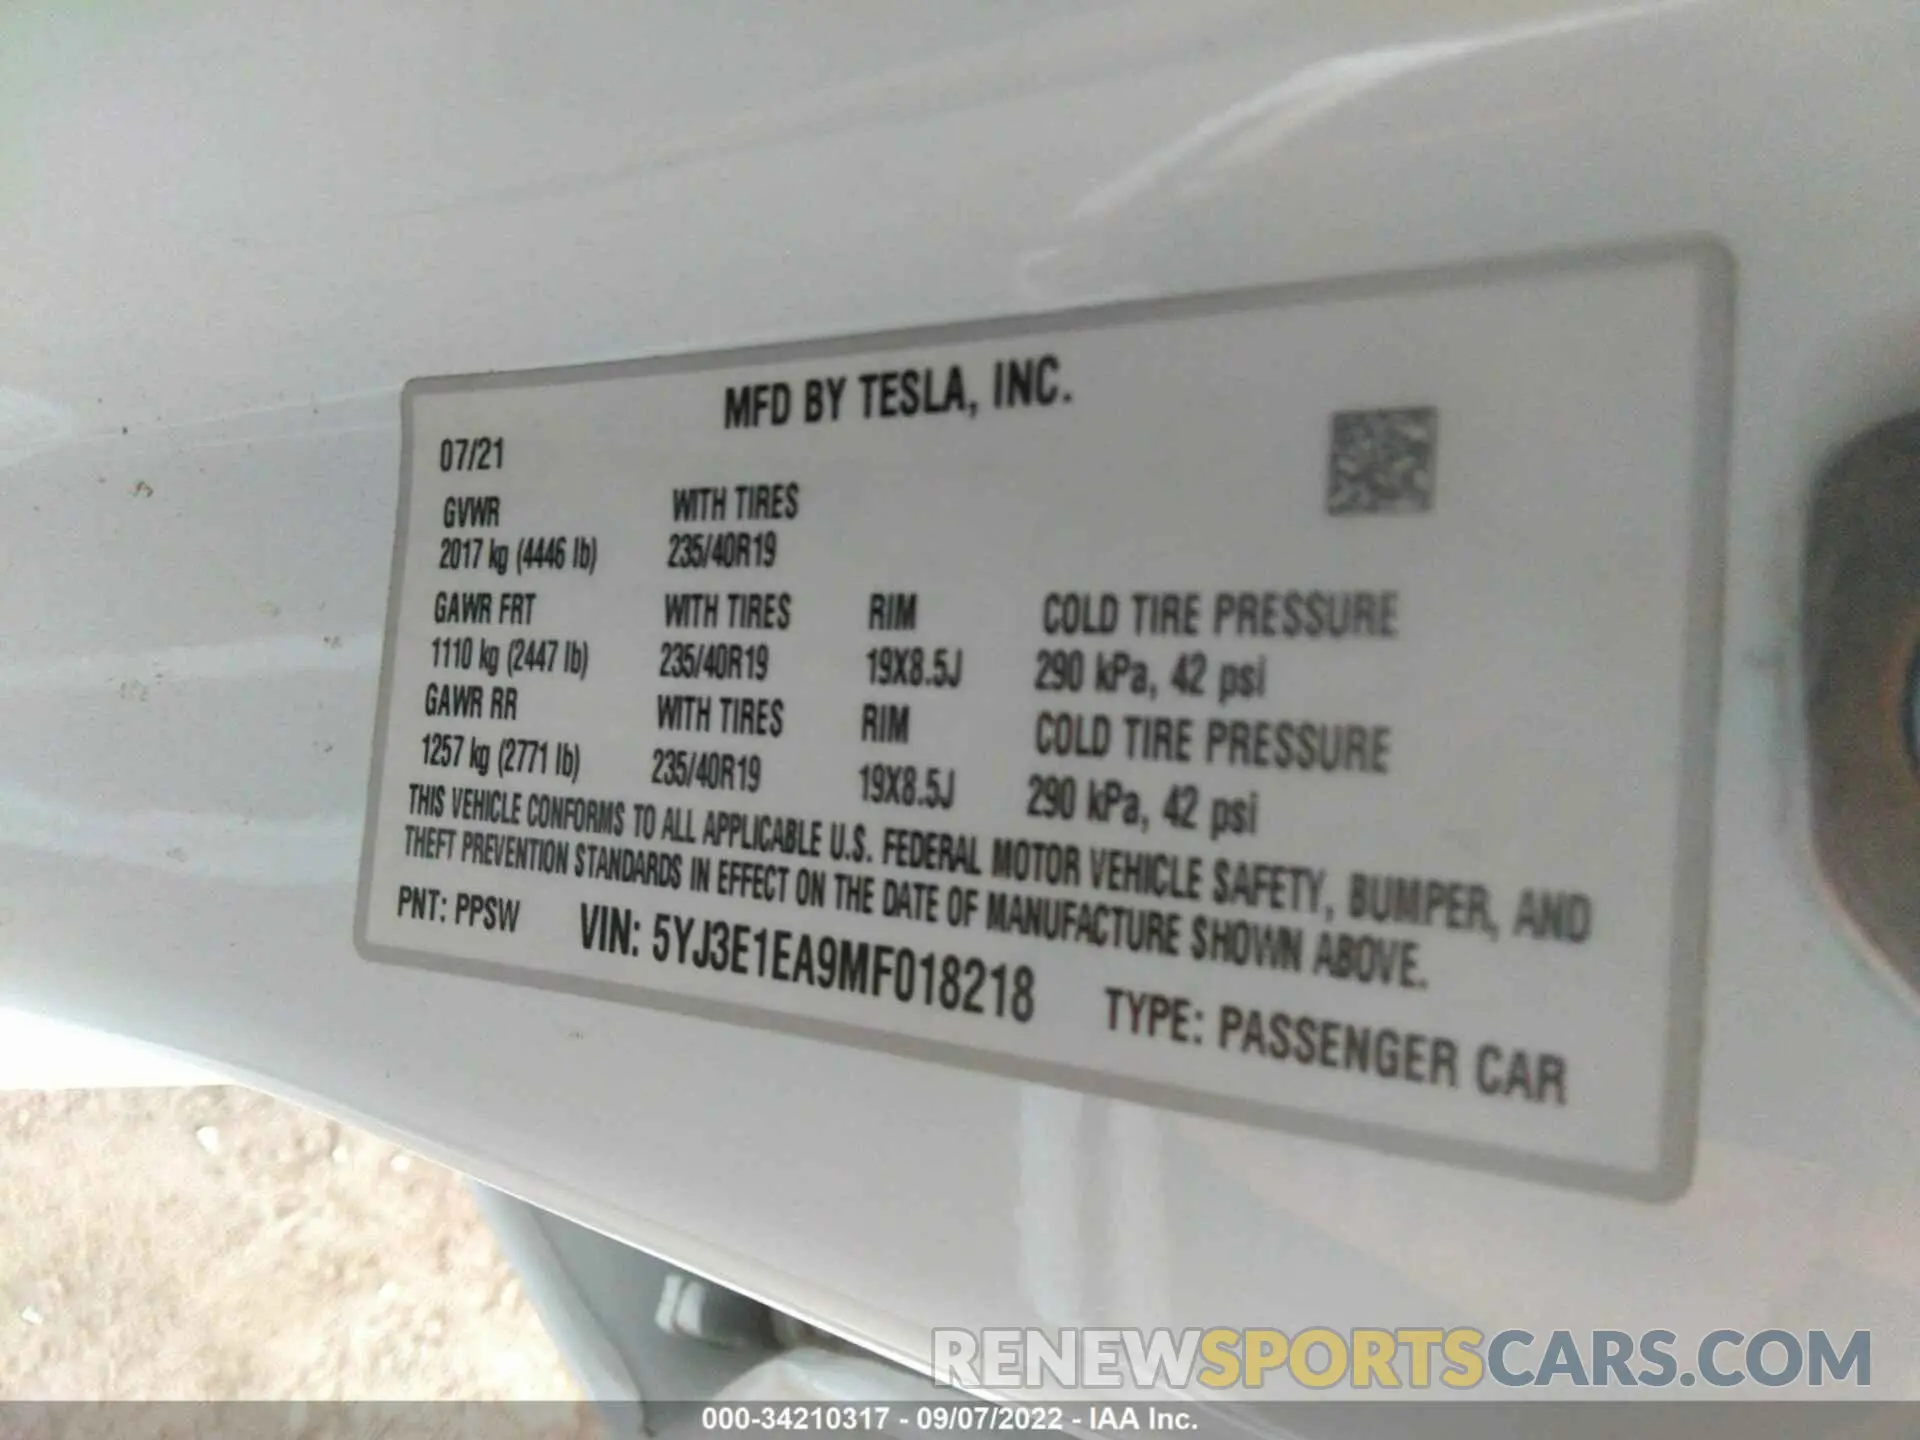 MFD BY TESLA, INC.
07/21
GVWR WITH TIRES
2017 kg (4446 lb) 235/40R19
GAWR FRT WITH TIRES RIM COLD TIRE PRESSURE
1110 kg (2447 lb) 235/40R19 19X8.5J 290 kPa, 42 psi
GAWR RR WITH TIRES RIM COLD TIRE PRESSURE
1257 kg (2771 lb) 235/40R19 19X8.5J 290 kPa, 42 psi
THIS VEHICLE CONFORMS TO ALL APPLICABLE U.S. FEDERAL MOTOR VEHICLE SAFETY, BUMPER, AND
THEFT PREVENTION STANDARDS IN EFFECT ON THE DATE OF MANUFACTURE SHOWN ABOVE.
PNT: PPSW VIN: 5YJ3E1EA9MF018218 TYPE: PASSENGER CAR
RENEWSPORTSCARS.COM
000-34210317 - 09/07/2022 - IAA Inc.